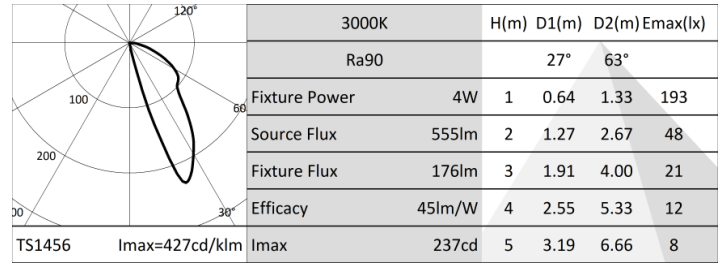 120°
100
60
200
00
30°
TS1456 Imax=427cd/klm
3000K
Ra90
Fixture Power 4W
Source Flux 555lm
Fixture Flux 176lm
Efficacy 45lm/W
Imax 237cd
H(m) D1(m) D2(m) Emax(lx)
27° 63°
1 0.64 1.33 193
2 1.27 2.67 48
3 1.91 4.00 21
4 2.55 5.33 12
5 3.19 6.66 8